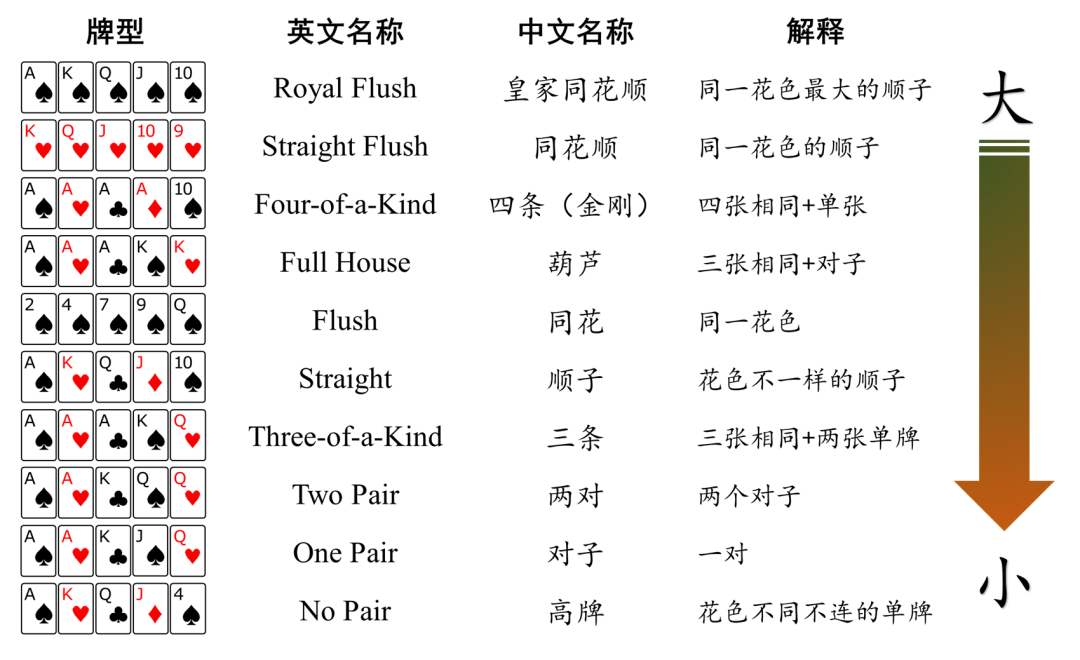 牌型 英文名称 中文名称 解释
A K Q J 10 Royal Flush 皇家同花顺 同一花色最大的顺子
K Q J 10 9 Straight Flush 同花顺 同一花色的顺子
A A A A 10 Four-of-a-Kind 四条（金刚） 四张相同+单张
A A A K K Full House 葫芦 三张相同+对子
2 4 7 9 Q Flush 同花 同一花色
A K Q J 10 Straight 顺子 花色不一样的顺子
A A A K Q Three-of-a-Kind 三条 三张相同+两张单牌
A A K Q Q Two Pair 两对 两个对子
A A K J Q One Pair 对子 一对
A K Q J 4 No Pair 高牌 花色不同不连的单牌
大
小